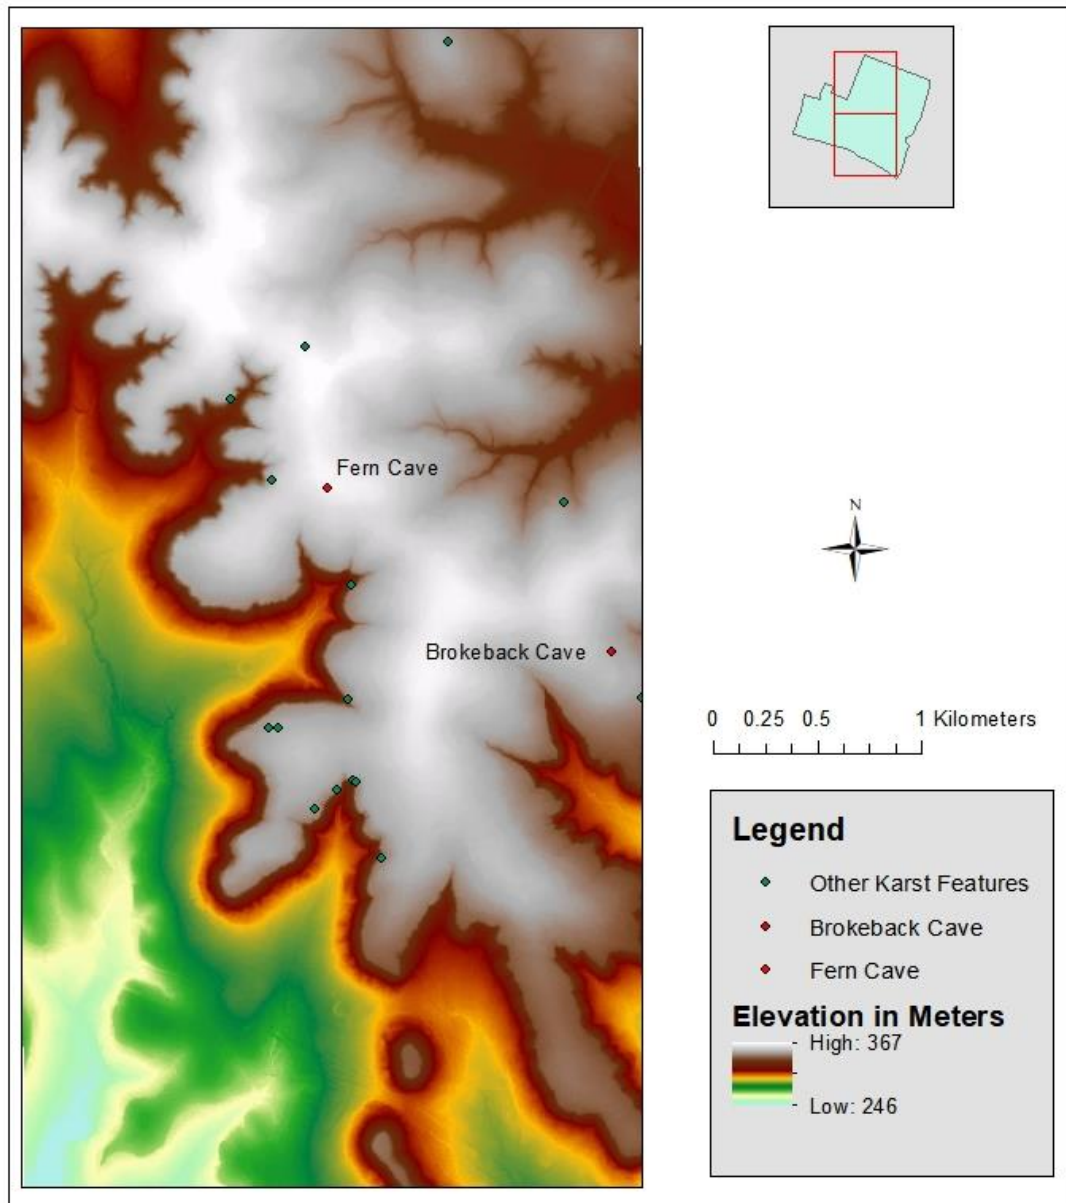 Fern Cave
Brokeback Cave
N
0 0.25 0.5 1 Kilometers
Legend
Other Karst Features
Brokeback Cave
Fern Cave
Elevation in Meters
High: 367
Low: 246